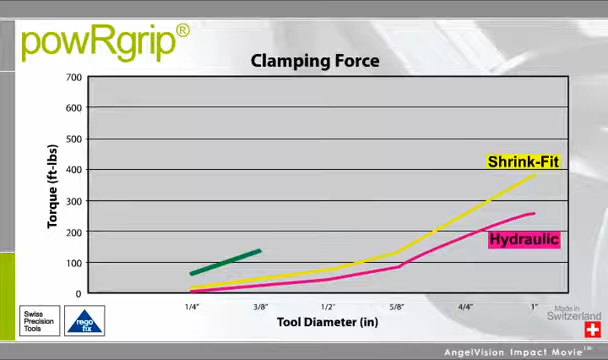 powRgrip®
Clamping Force
Torque (ft-lbs)
700
600
500
400
300
200
100
0
Shrink-Fit
Hydraulic
1/4"
3/8"
1/2"
5/8"
4/4"
1"
Tool Diameter (in)
Swiss
Precision
Tools
rego
fix
Made in
Switzerland
AngelVision Impact Movie